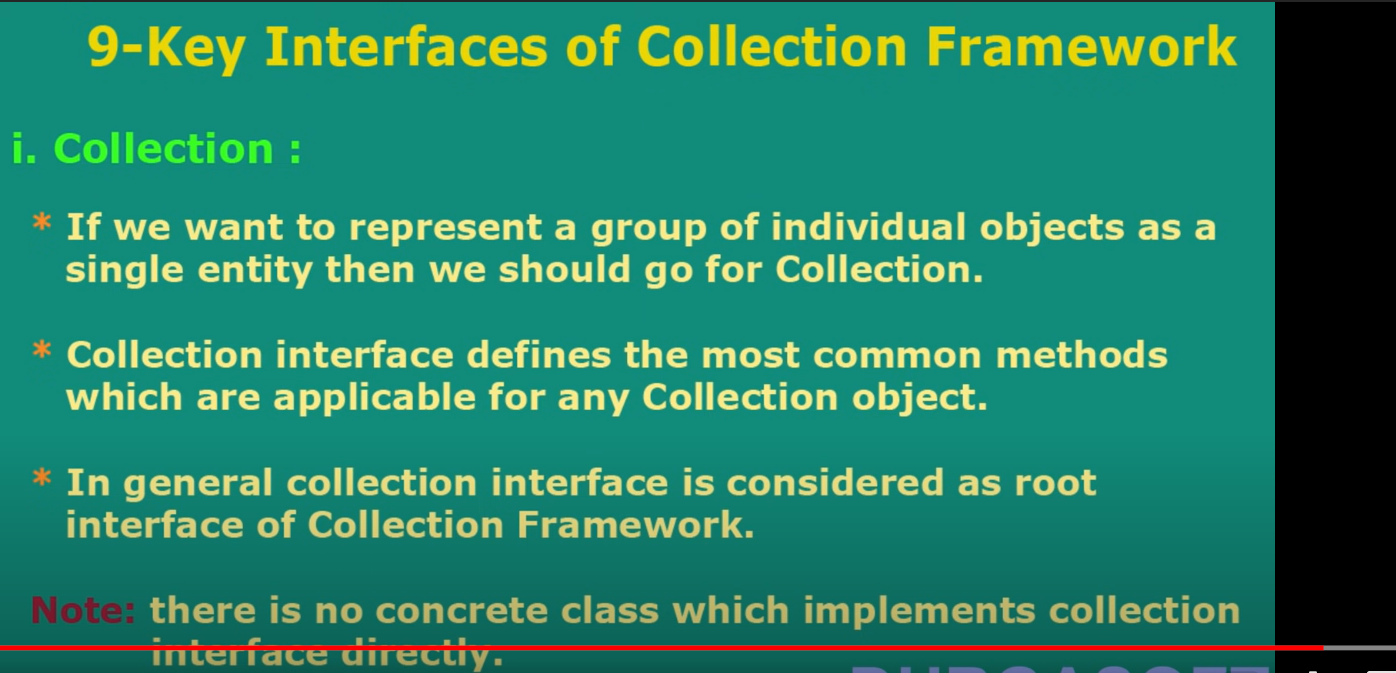 9-Key Interfaces of Collection Framework
i. Collection :
* If we want to represent a group of individual objects as a
single entity then we should go for Collection.
* Collection interface defines the most common methods
which are applicable for any Collection object.
* In general collection interface is considered as root
interface of Collection Framework.
Note: there is no concrete class which implements collection
interface directly.